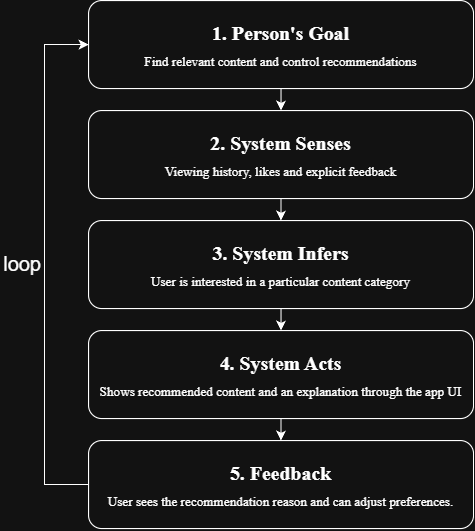 1. Person's Goal
Find relevant content and control recommendations
2. System Senses
Viewing history, likes and explicit feedback
3. System Infers
User is interested in a particular content category
loop
4. System Acts
Shows recommended content and an explanation through the app UI
5. Feedback
User sees the recommendation reason and can adjust preferences.